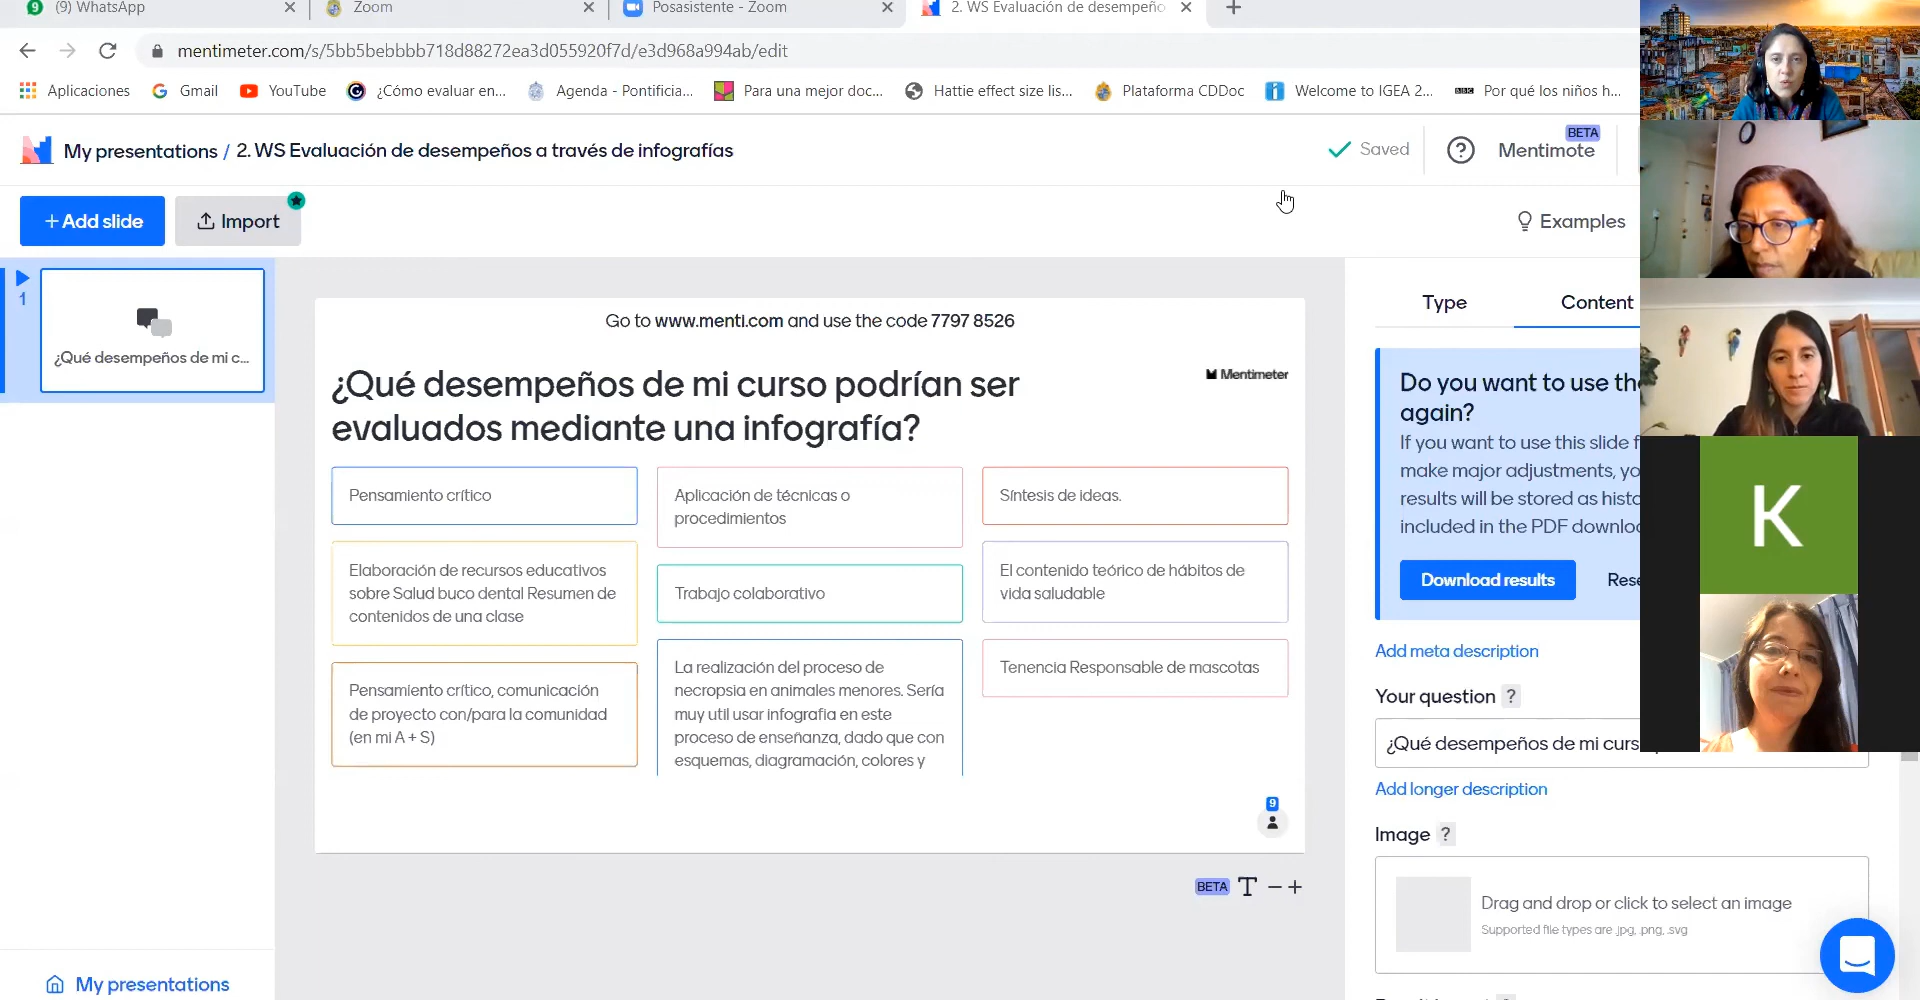 (9) WhatsApp
Zoom
Posasistente - Zoom
2. WS Evaluación de desempeño
mentimeter.com/s/5bb5bebbbb718d88272ea3d055920f7d/e3d968a994ab/edit
Aplicaciones
Gmail
YouTube
¿Cómo evaluar en...
Agenda - Pontificia...
Para una mejor doc...
Hattie effect size lis...
Plataforma CDDoc
Welcome to IGEA 2...
BBC
Por qué los niños h...
My presentations / 2. WS Evaluación de desempeños a través de infografías
Saved
?
Mentimote
BETA
+ Add slide
Import
Examples
1
¿Qué desempeños de mi c...
Go to www.menti.com and use the code 7797 8526
¿Qué desempeños de mi curso podrían ser
evaluados mediante una infografía?
Mentimeter
Pensamiento crítico
Elaboración de recursos educativos
sobre Salud buco dental Resumen de
contenidos de una clase
Pensamiento crítico, comunicación
de proyecto con/para la comunidad
(en mi A + S)
Aplicación de técnicas o
procedimientos
Trabajo colaborativo
La realización del proceso de
necropsia en animales menores. Sería
muy util usar infografia en este
proceso de enseñanza, dado que con
esquemas, diagramación, colores y
Síntesis de ideas.
El contenido teórico de hábitos de
vida saludable
Tenencia Responsable de mascotas
9
BETA T − +
Type
Content
Do you want to use th
again?
If you want to use this slide f
make major adjustments, yo
results will be stored as histo
included in the PDF downloa
Download results
Rese
Add meta description
Your question ?
¿Qué desempeños de mi curs
Add longer description
Image ?
Drag and drop or click to select an image
Supported file types are .jpg, .png, .svg
My presentations
K